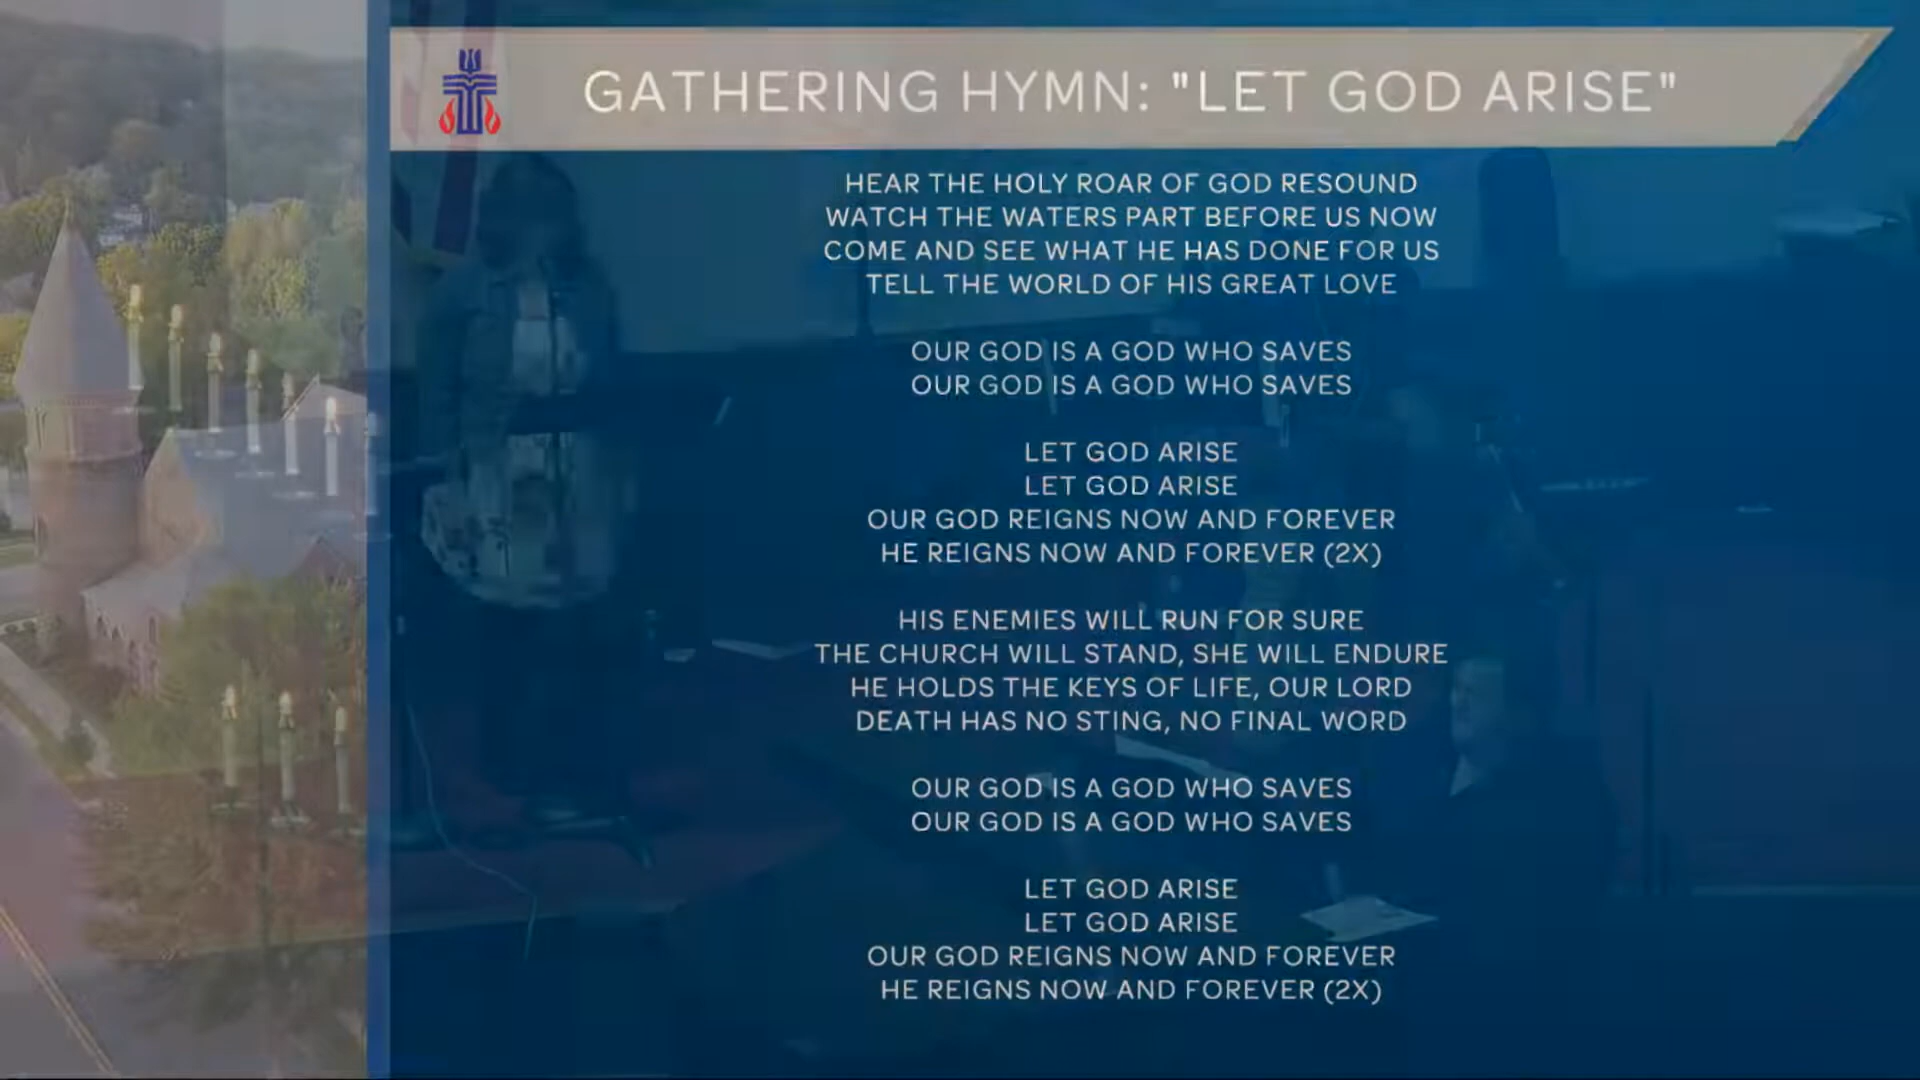 GATHERING HYMN: "LET GOD ARISE"
HEAR THE HOLY ROAR OF GOD RESOUND
WATCH THE WATERS PART BEFORE US NOW
COME AND SEE WHAT HE HAS DONE FOR US
TELL THE WORLD OF HIS GREAT LOVE
OUR GOD IS A GOD WHO SAVES
OUR GOD IS A GOD WHO SAVES
LET GOD ARISE
LET GOD ARISE
OUR GOD REIGNS NOW AND FOREVER
HE REIGNS NOW AND FOREVER (2X)
HIS ENEMIES WILL RUN FOR SURE
THE CHURCH WILL STAND, SHE WILL ENDURE
HE HOLDS THE KEYS OF LIFE, OUR LORD
DEATH HAS NO STING, NO FINAL WORD
OUR GOD IS A GOD WHO SAVES
OUR GOD IS A GOD WHO SAVES
LET GOD ARISE
LET GOD ARISE
OUR GOD REIGNS NOW AND FOREVER
HE REIGNS NOW AND FOREVER (2X)